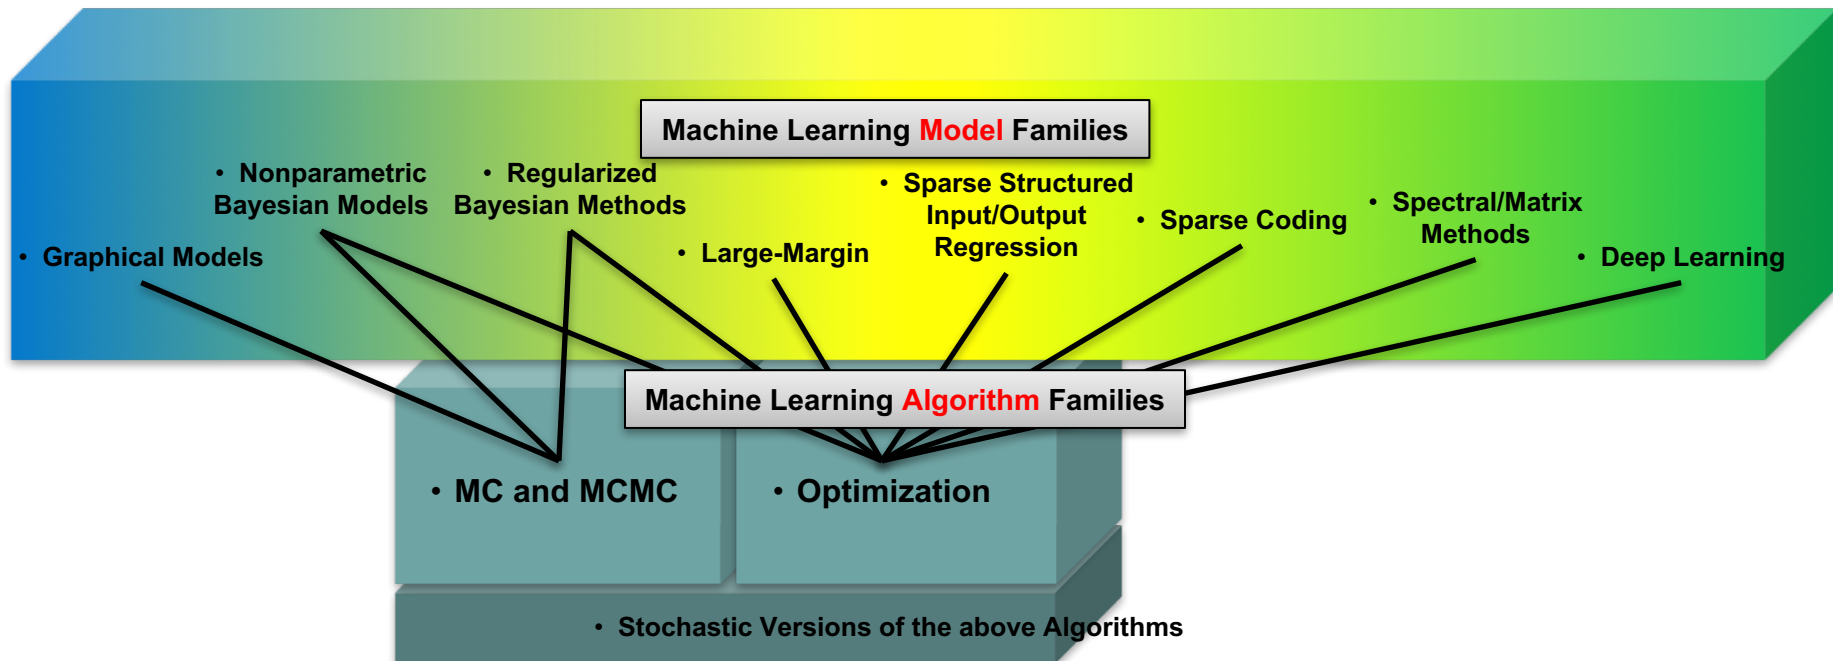 Machine Learning Model Families
• Graphical Models
• Nonparametric
Bayesian Models
• Regularized
Bayesian Methods
• Large-Margin
• Sparse Structured
Input/Output
Regression
• Sparse Coding
• Spectral/Matrix
Methods
• Deep Learning
Machine Learning Algorithm Families
• MC and MCMC
• Optimization
• Stochastic Versions of the above Algorithms